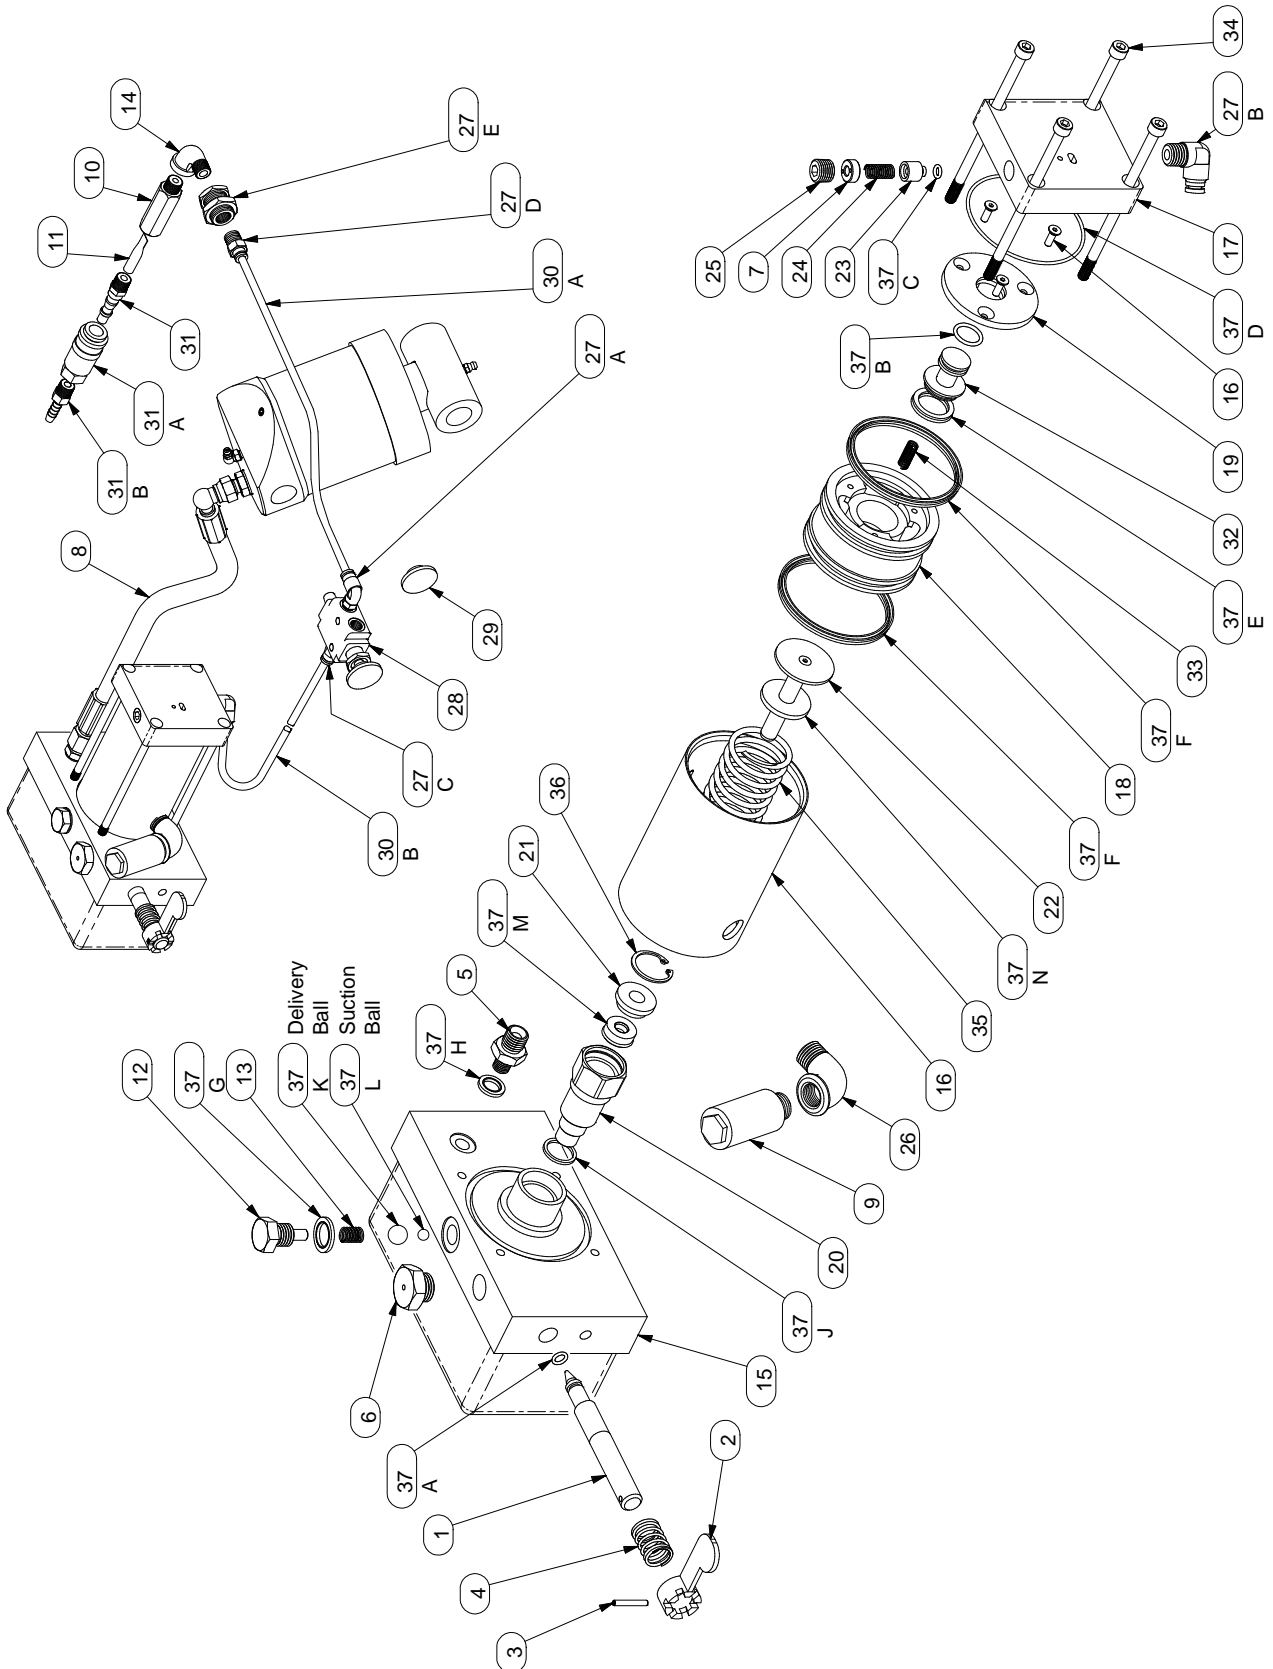 8
31
B
31
A
31
11
10
14
30
B
27
C
28
29
27
A
30
A
27
D
27
E
12
37
G
13
37
K
Delivery
Ball
37
L
Suction
Ball
37
H
5
37
M
21
36
6
37
A
1
4
3
2
15
37
J
20
9
26
16
35
37
N
22
37
F
18
37
F
33
37
E
32
19
16
37
D
17
37
B
37
C
23
24
7
25
27
B
34